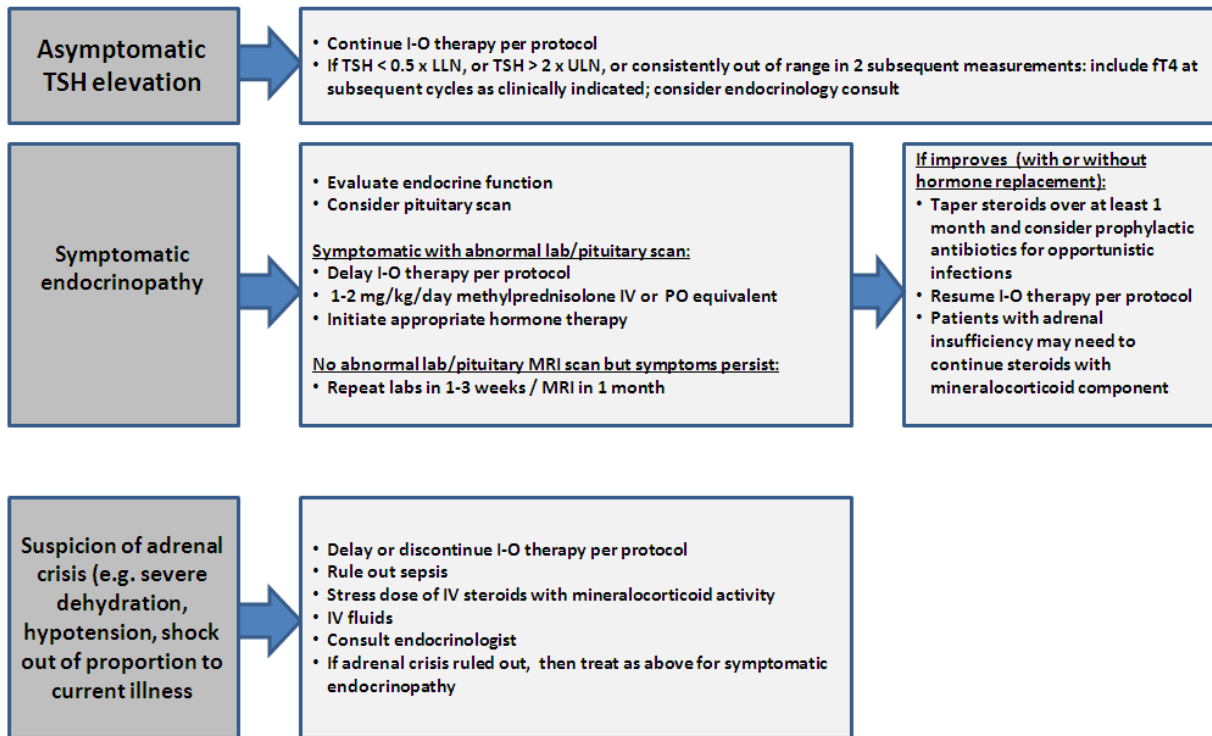 Asymptomatic
TSH elevation
• Continue I-O therapy per protocol
• If TSH < 0.5 x LLN, or TSH > 2 x ULN, or consistently out of range in 2 subsequent measurements: include fT4 at
subsequent cycles as clinically indicated; consider endocrinology consult
Symptomatic
endocrinopathy
• Evaluate endocrine function
• Consider pituitary scan
Symptomatic with abnormal lab/pituitary scan:
• Delay I-O therapy per protocol
• 1-2 mg/kg/day methylprednisolone IV or PO equivalent
• Initiate appropriate hormone therapy
No abnormal lab/pituitary MRI scan but symptoms persist:
• Repeat labs in 1-3 weeks / MRI in 1 month
If improves (with or without
hormone replacement):
• Taper steroids over at least 1
month and consider prophylactic
antibiotics for opportunistic
infections
• Resume I-O therapy per protocol
• Patients with adrenal
insufficiency may need to
continue steroids with
mineralocorticoid component
Suspicion of adrenal
crisis (e.g. severe
dehydration,
hypotension, shock
out of proportion to
current illness
• Delay or discontinue I-O therapy per protocol
• Rule out sepsis
• Stress dose of IV steroids with mineralocorticoid activity
• IV fluids
• Consult endocrinologist
• If adrenal crisis ruled out, then treat as above for symptomatic
endocrinopathy